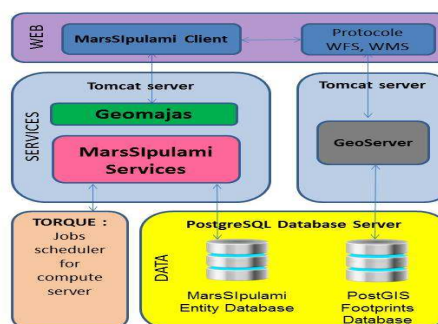 WEB
MarsSIpulami Client
Protocole
WFS, WMS
SERVICES
Tomcat server
Geomajas
MarsSIpulami
Services
Tomcat server
GeoServer
TORQUE :
Jobs
scheduler
for
compute
server
DATA
PostgreSQL Database Server
MarsSIpulami
Entity Database
PostGIS
Footprints
Database